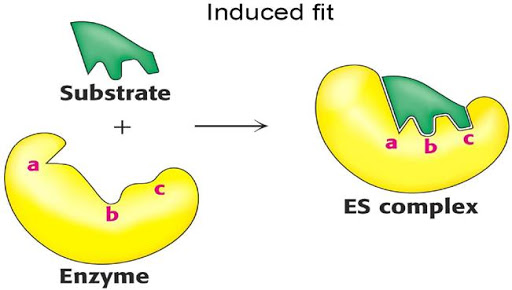 Induced fit
Substrate
+
a
b
c
Enzyme
a
b
c
ES complex